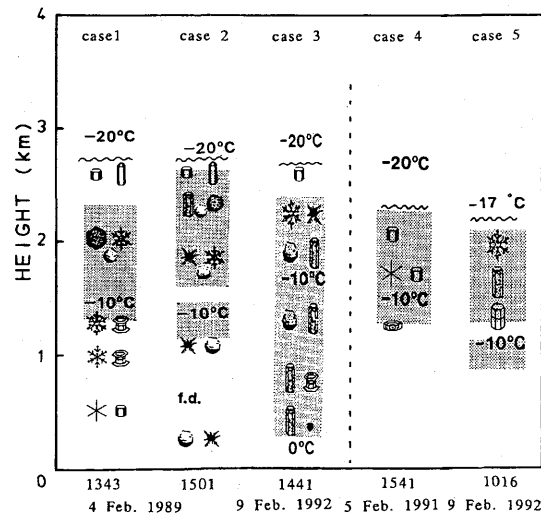 4
case1 case 2 case 3 case 4 case 5
3
-20°C -20°C -20°C -20°C -17 °C
HEIGHT (km)
2
-10°C -10°C -10°C -10°C -10°C
1
f.d.
0°C
0
1343 1501 1441 1541 1016
4 Feb. 1989 9 Feb. 1992 5 Feb. 1991 9 Feb. 1992